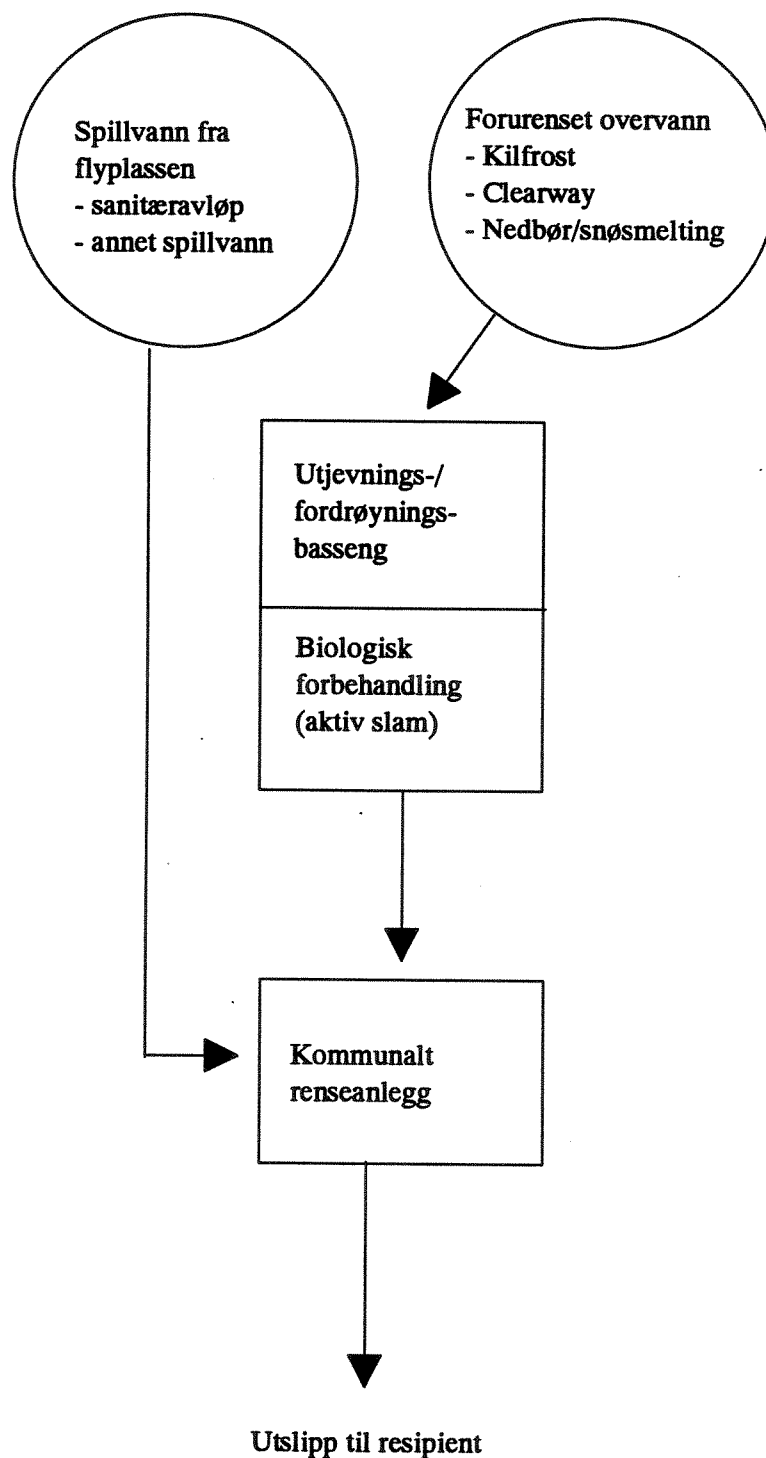 Spillvann fra
flyplassen
- sanitæravløp
- annet spillvann
Forurenset overvann
- Kilfrost
- Clearway
- Nedbør/snøsmelting
Utjevnings-/
fordrøynings-
basseng
Biologisk
forbehandling
(aktiv slam)
Kommunalt
renseanlegg
Utslipp til resipient